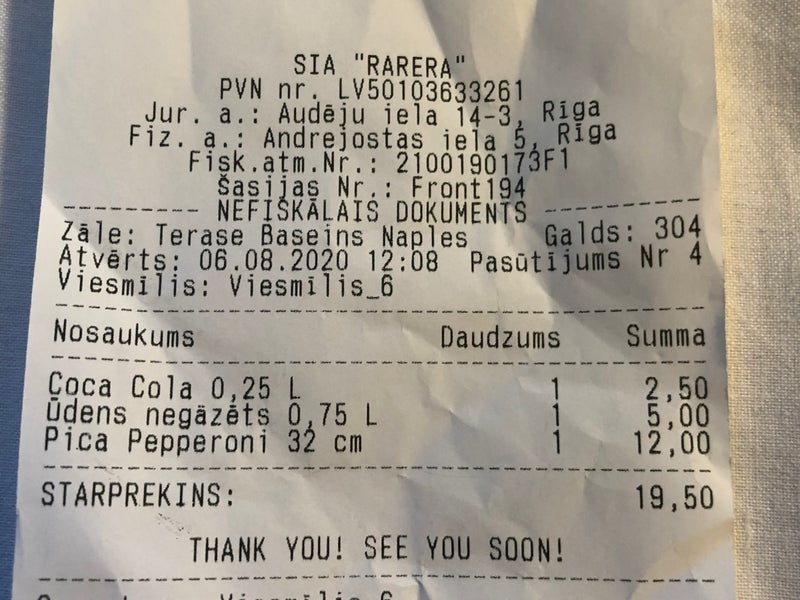 SIA "RARERA"
PVN nr. LV50103633261
Jur. a.: Audēju iela 14-3, Rīga
Fiz. a.: Andrejostas iela 5, Rīga
Fisk.atm.Nr.: 2100190173F1
Šasijas Nr.: Front194
--------- NEFISKĀLAIS DOKUMENTS ---------
Zāle: Terase Baseins Naples Galds: 304
Atvērts: 06.08.2020 12:08 Pasūtījums Nr 4
Viesmīlis: Viesmīlis_6
Nosaukums Daudzums Summa
Coca Cola 0,25 L 1 2,50
Ūdens negāzēts 0,75 L 1 5,00
Pica Pepperoni 32 cm 1 12,00
STARPREKINS: 19,50
THANK YOU! SEE YOU SOON!
Viesmīlis 6